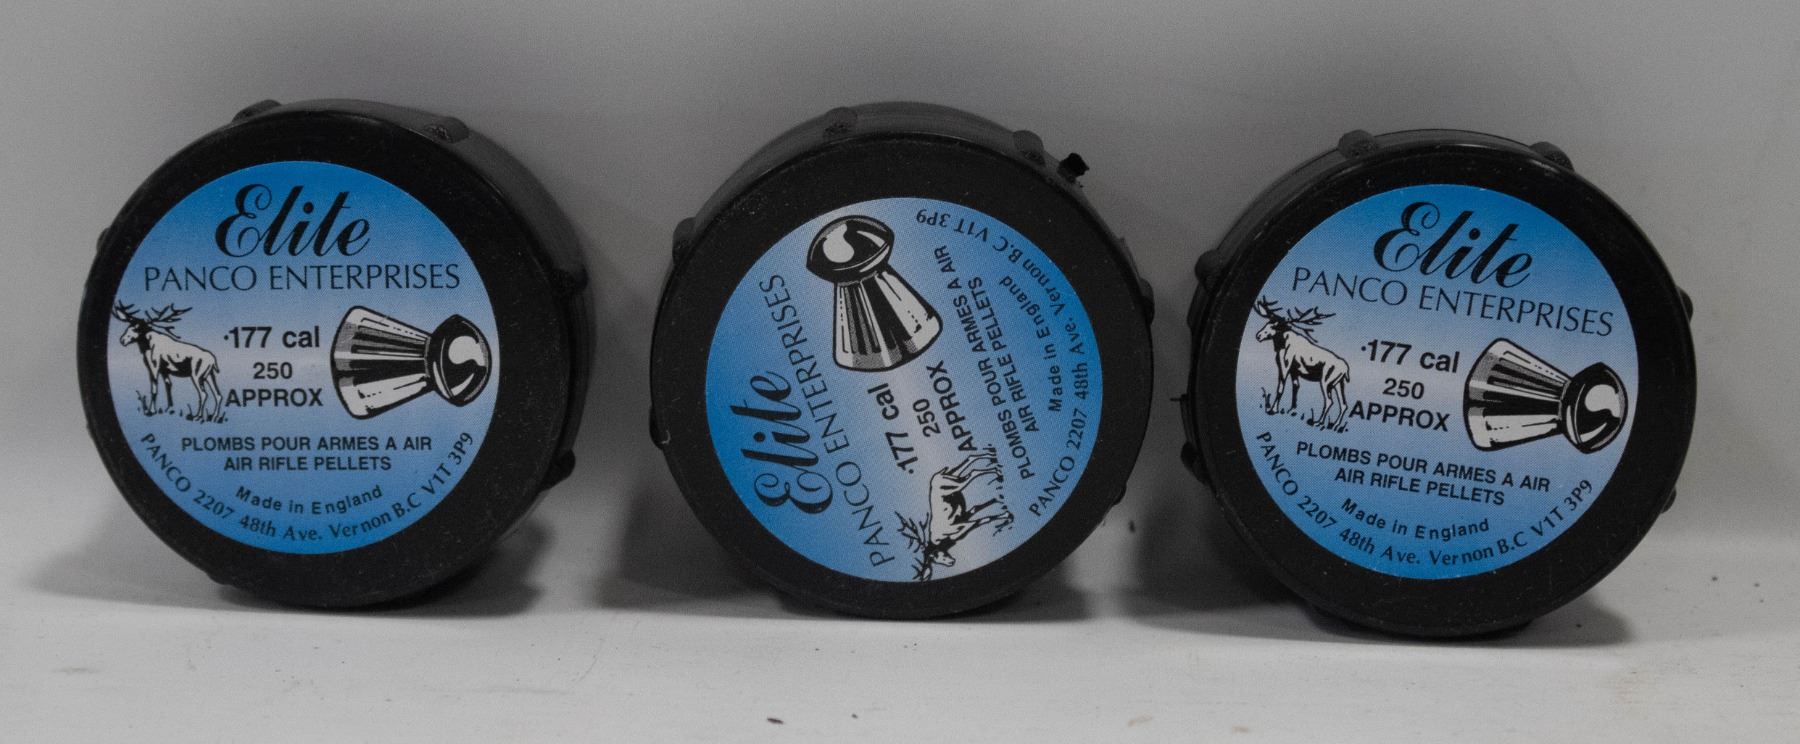 Elite
PANCO ENTERPRISES
.177 cal
250
APPROX
PLOMBS POUR ARMES A AIR
AIR RIFLE PELLETS
Made in England
PANCO 2207 48th Ave. Vernon B.C V1T 3P9
Elite
PANCO ENTERPRISES
.177 cal
250
APPROX
PLOMBS POUR ARMES A AIR
AIR RIFLE PELLETS
Made in England
PANCO 2207 48th Ave. Vernon B.C V1T 3P9
Elite
PANCO ENTERPRISES
.177 cal
250
APPROX
PLOMBS POUR ARMES A AIR
AIR RIFLE PELLETS
Made in England
PANCO 2207 48th Ave. Vernon B.C V1T 3P9